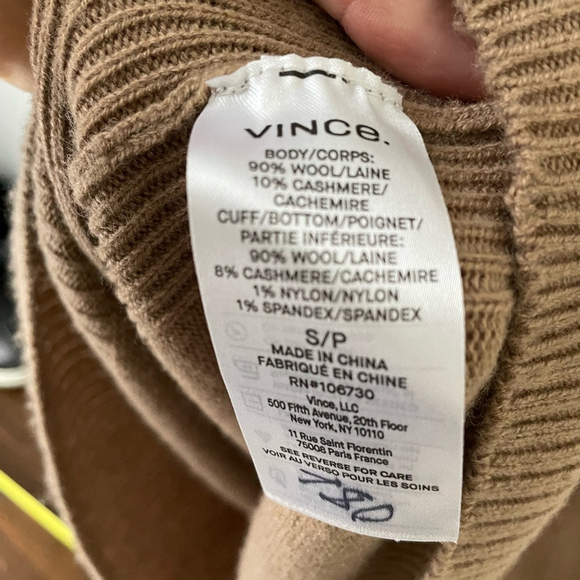 VINCE.
BODY/CORPS:
90% WOOL/LAINE
10% CASHMERE/
CACHEMIRE
CUFF/BOTTOM/POIGNET/
PARTIE INFÉRIEURE:
90% WOOL/LAINE
8% CASHMERE/CACHEMIRE
1% NYLON/NYLON
1% SPANDEX/SPANDEX
S/P
MADE IN CHINA
FABRIQUÉ EN CHINE
RN#106730
Vince, LLC
500 Fifth Avenue, 20th Floor
New York, NY 10110
11 Rue Saint Florentin
75008 Paris France
SEE REVERSE FOR CARE
VOIR AU VERSO POUR LES SOINS